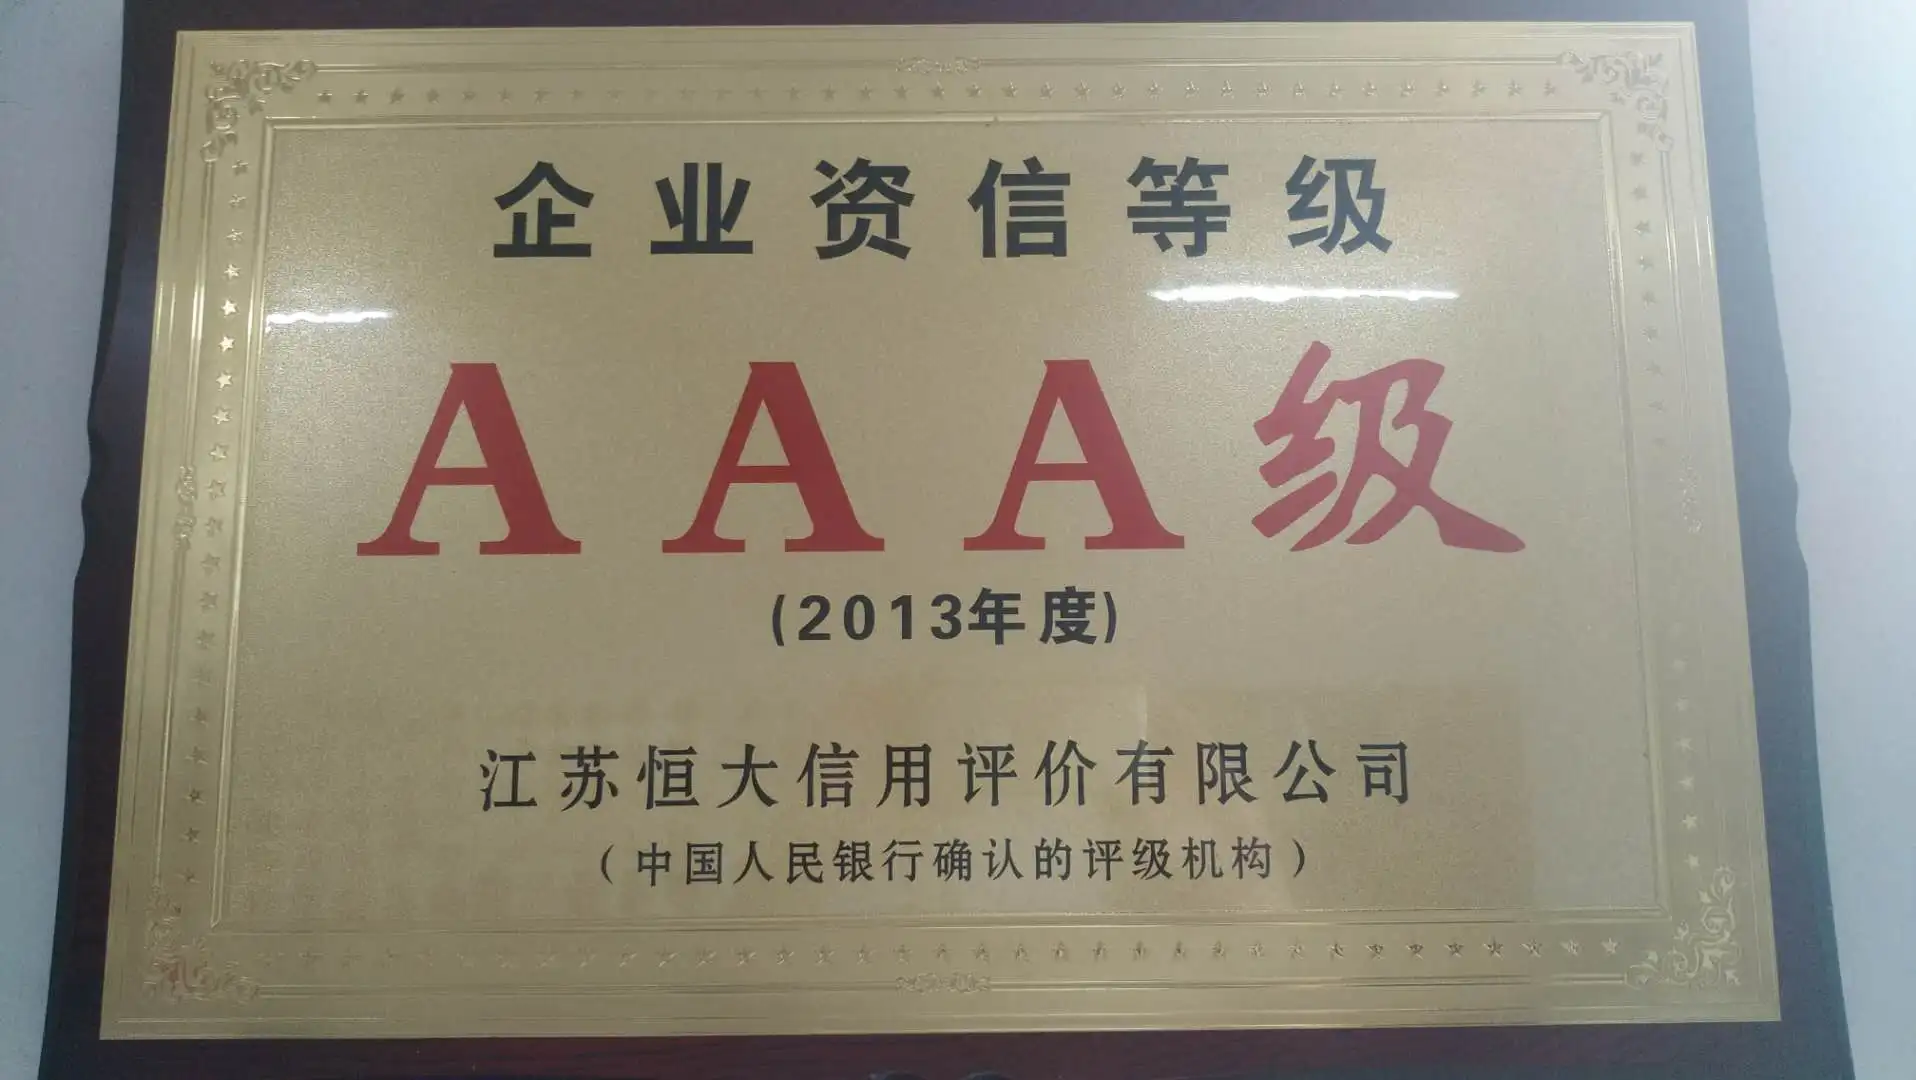 企业资信等级
AAA级
(2013年度)
江苏恒大信用评价有限公司
（中国人民银行确认的评级机构）